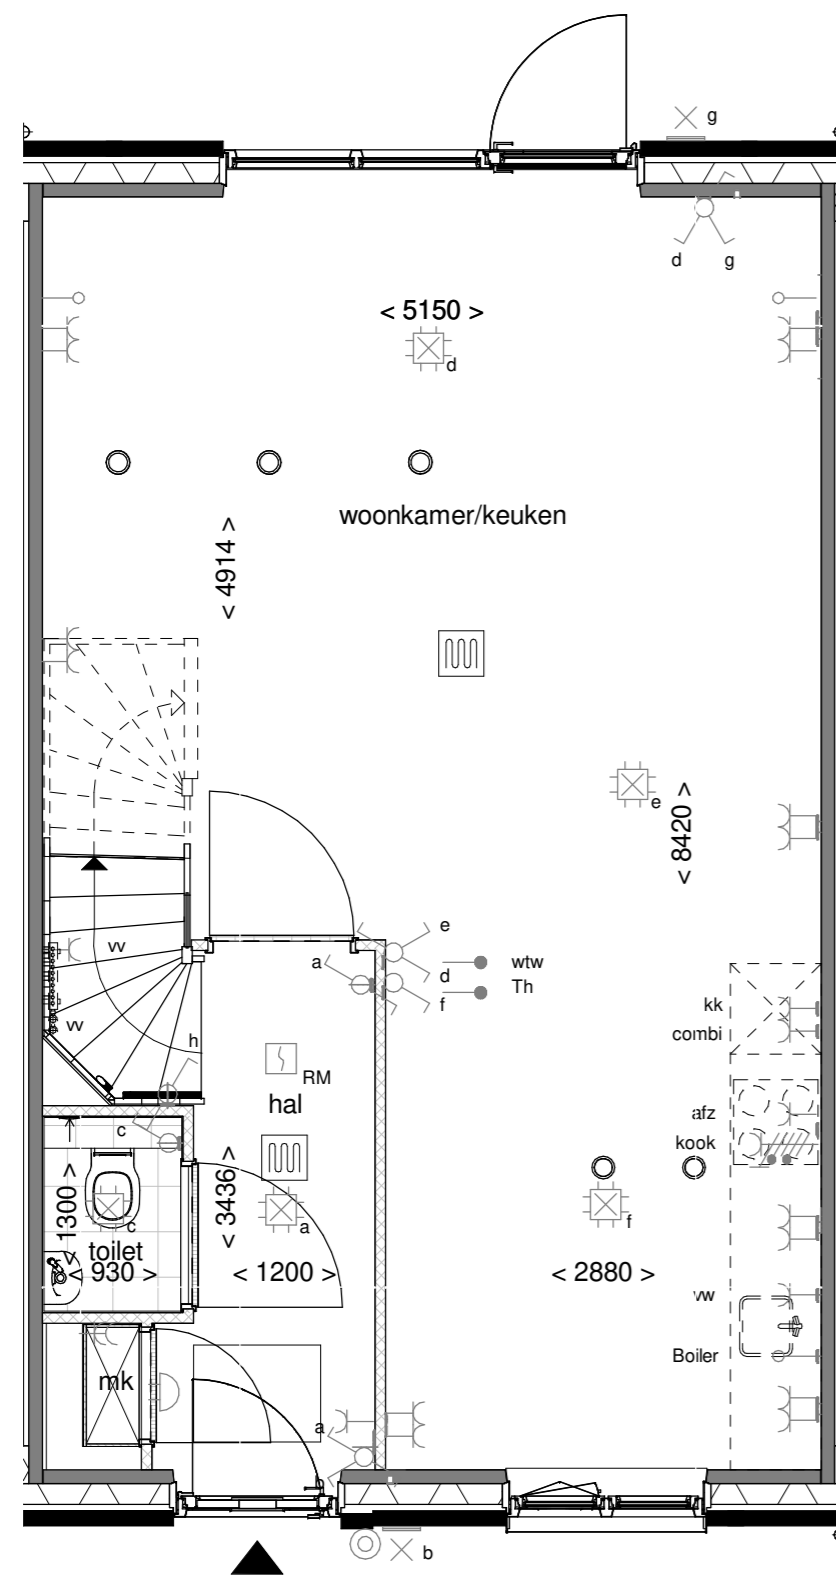 g
d g
< 5150 >
d
woonkamer/keuken
< 4914 >
e
< 8420 >
vv
a
e
d
f
wtw
Th
vv
h
RM
hal
kk
combi
c
afz
kook
c
< 1300 >
toilet
< 930 >
< 3436 >
a
< 1200 >
f
< 2880 >
vw
Boiler
mk
a
b